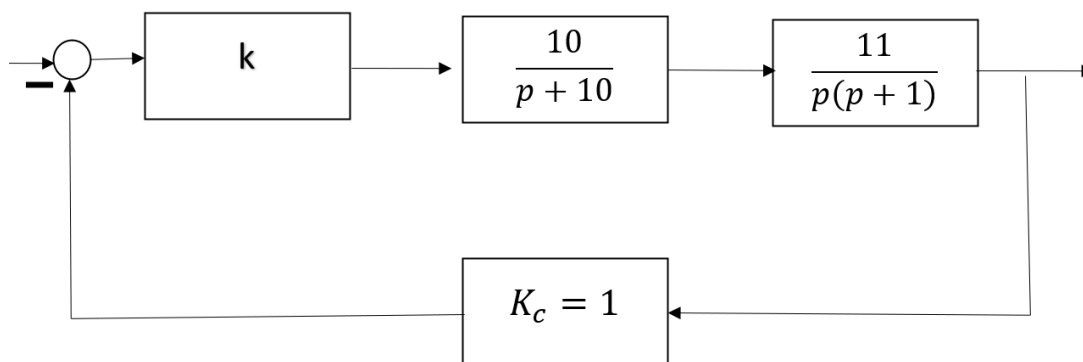 k
10
p + 10
11
p(p + 1)
−
K_c = 1